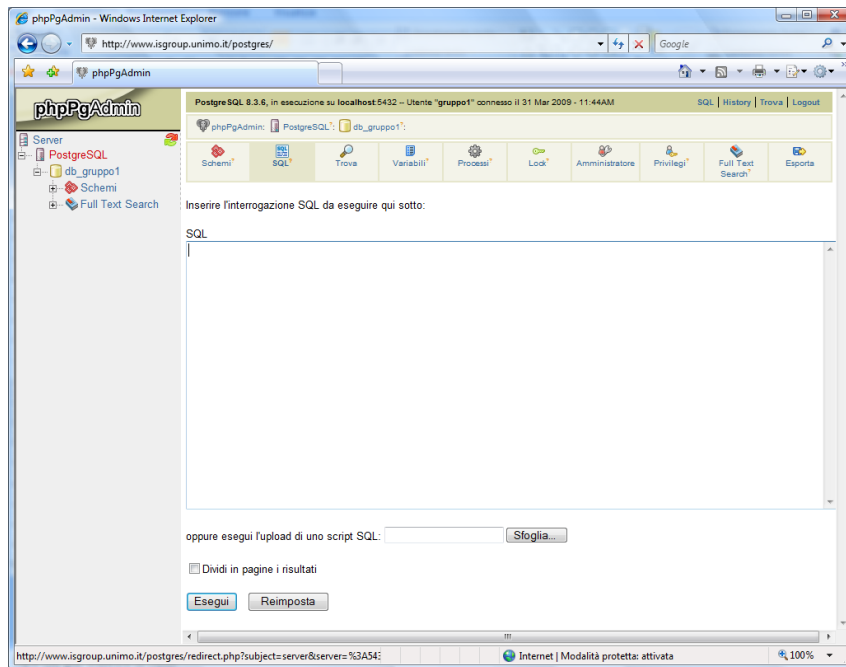 phpPgAdmin - Windows Internet Explorer
http://www.isgroup.unimo.it/postgres/
Google
phpPgAdmin
phpPgAdmin
PostgreSQL 8.3.6, in esecuzione su localhost:5432 -- Utente "gruppo1" connesso il 31 Mar 2009 - 11:44AM
SQL | History | Trova | Logout
phpPgAdmin: PostgreSQL?: db_gruppo1?:
Server
PostgreSQL
db_gruppo1
Schemi
Full Text Search
Schemi? SQL? Trova Variabili? Processi? Lock? Amministratore Privilegi? Full Text Esporta
Search?
Inserire l'interrogazione SQL da eseguire qui sotto:
SQL
oppure esegui l'upload di uno script SQL: Sfoglia...
Dividi in pagine i risultati
Esegui Reimposta
http://www.isgroup.unimo.it/postgres/redirect.php?subject=server&server=%3A543
Internet | Modalità protetta: attivata
100%